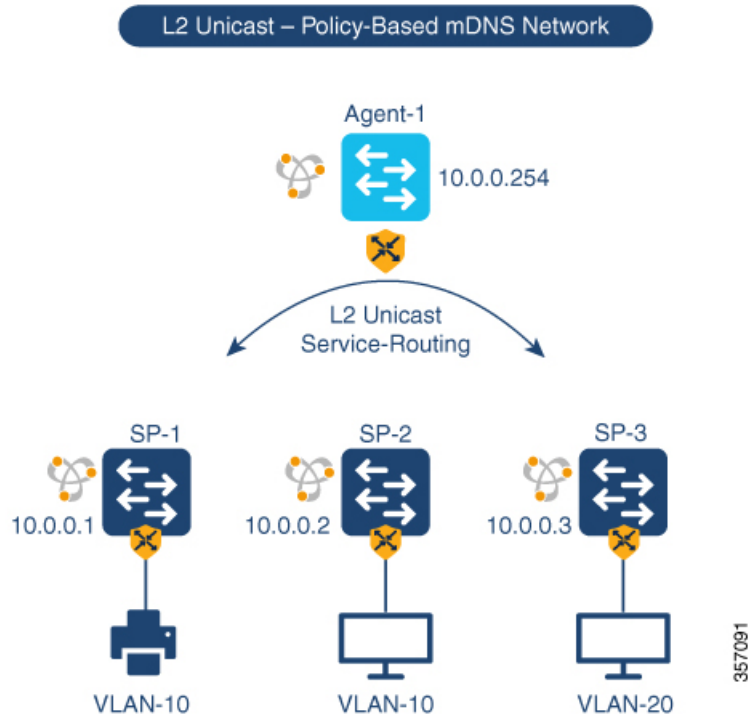 L2 Unicast – Policy-Based mDNS Network
Agent-1
10.0.0.254
L2 Unicast
Service-Routing
SP-1
SP-2
SP-3
10.0.0.1
10.0.0.2
10.0.0.3
VLAN-10
VLAN-10
VLAN-20
357091